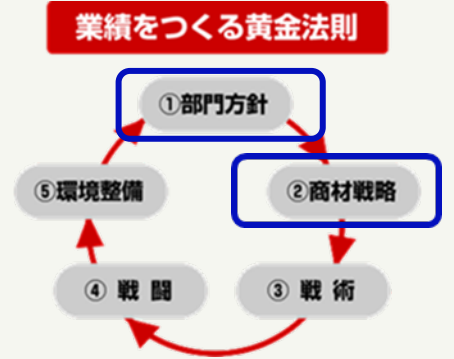 業績をつくる黄金法則
①部門方針
②商材戦略
③ 戦 術
④ 戦 闘
⑤環境整備